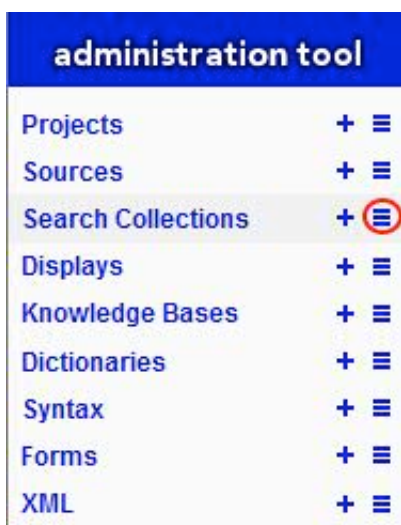 administration tool
Projects + ≡
Sources + ≡
Search Collections + ≡
Displays + ≡
Knowledge Bases + ≡
Dictionaries + ≡
Syntax + ≡
Forms + ≡
XML + ≡